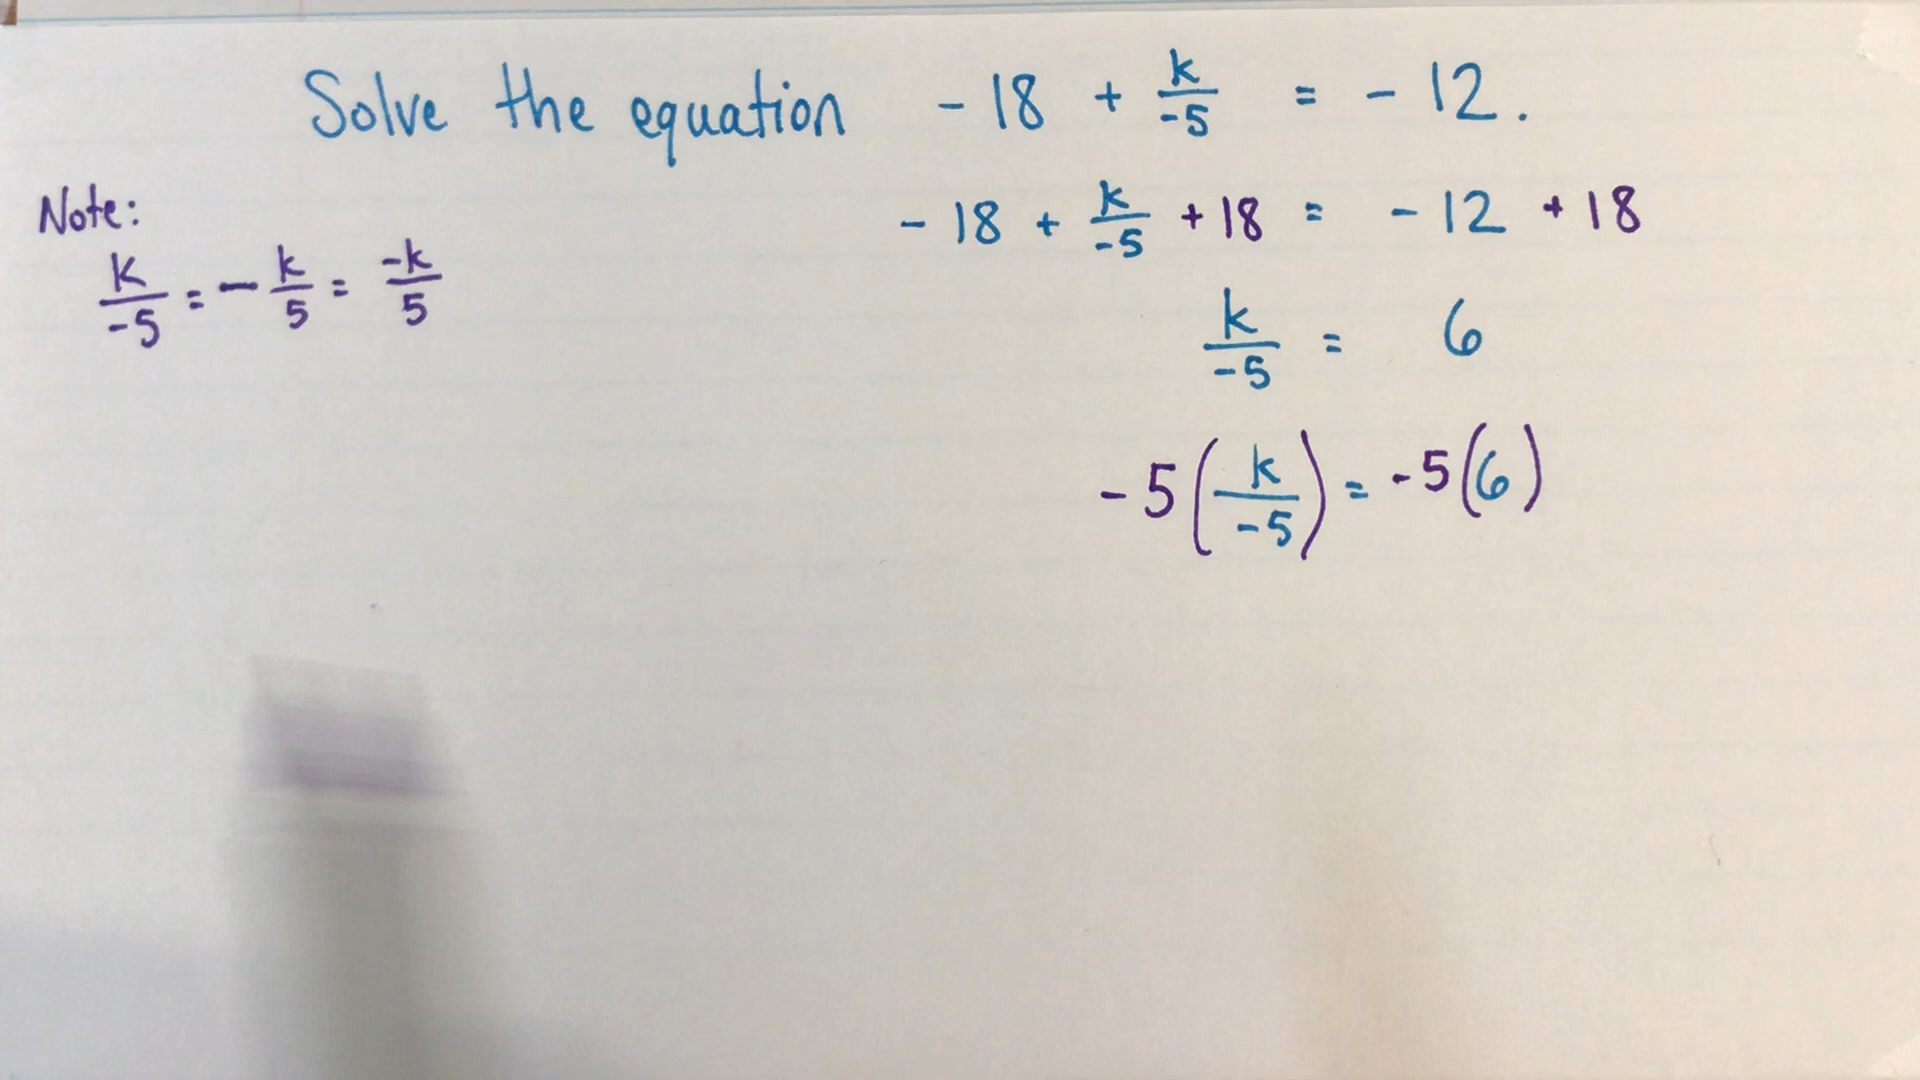 Solve the equation -18 + k/-5 = -12.
Note:
k/-5 = -k/5 = -k/5
-18 + k/-5 + 18 = -12 + 18
k/-5 = 6
-5(k/-5) = -5(6)